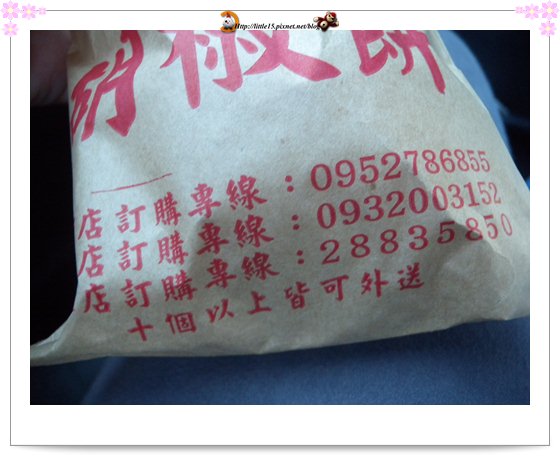 Http://little15.pixnet.net/blog
胡椒餅
店訂購專線：0952786855
店訂購專線：0932003152
店訂購專線：28835850
十個以上皆可外送